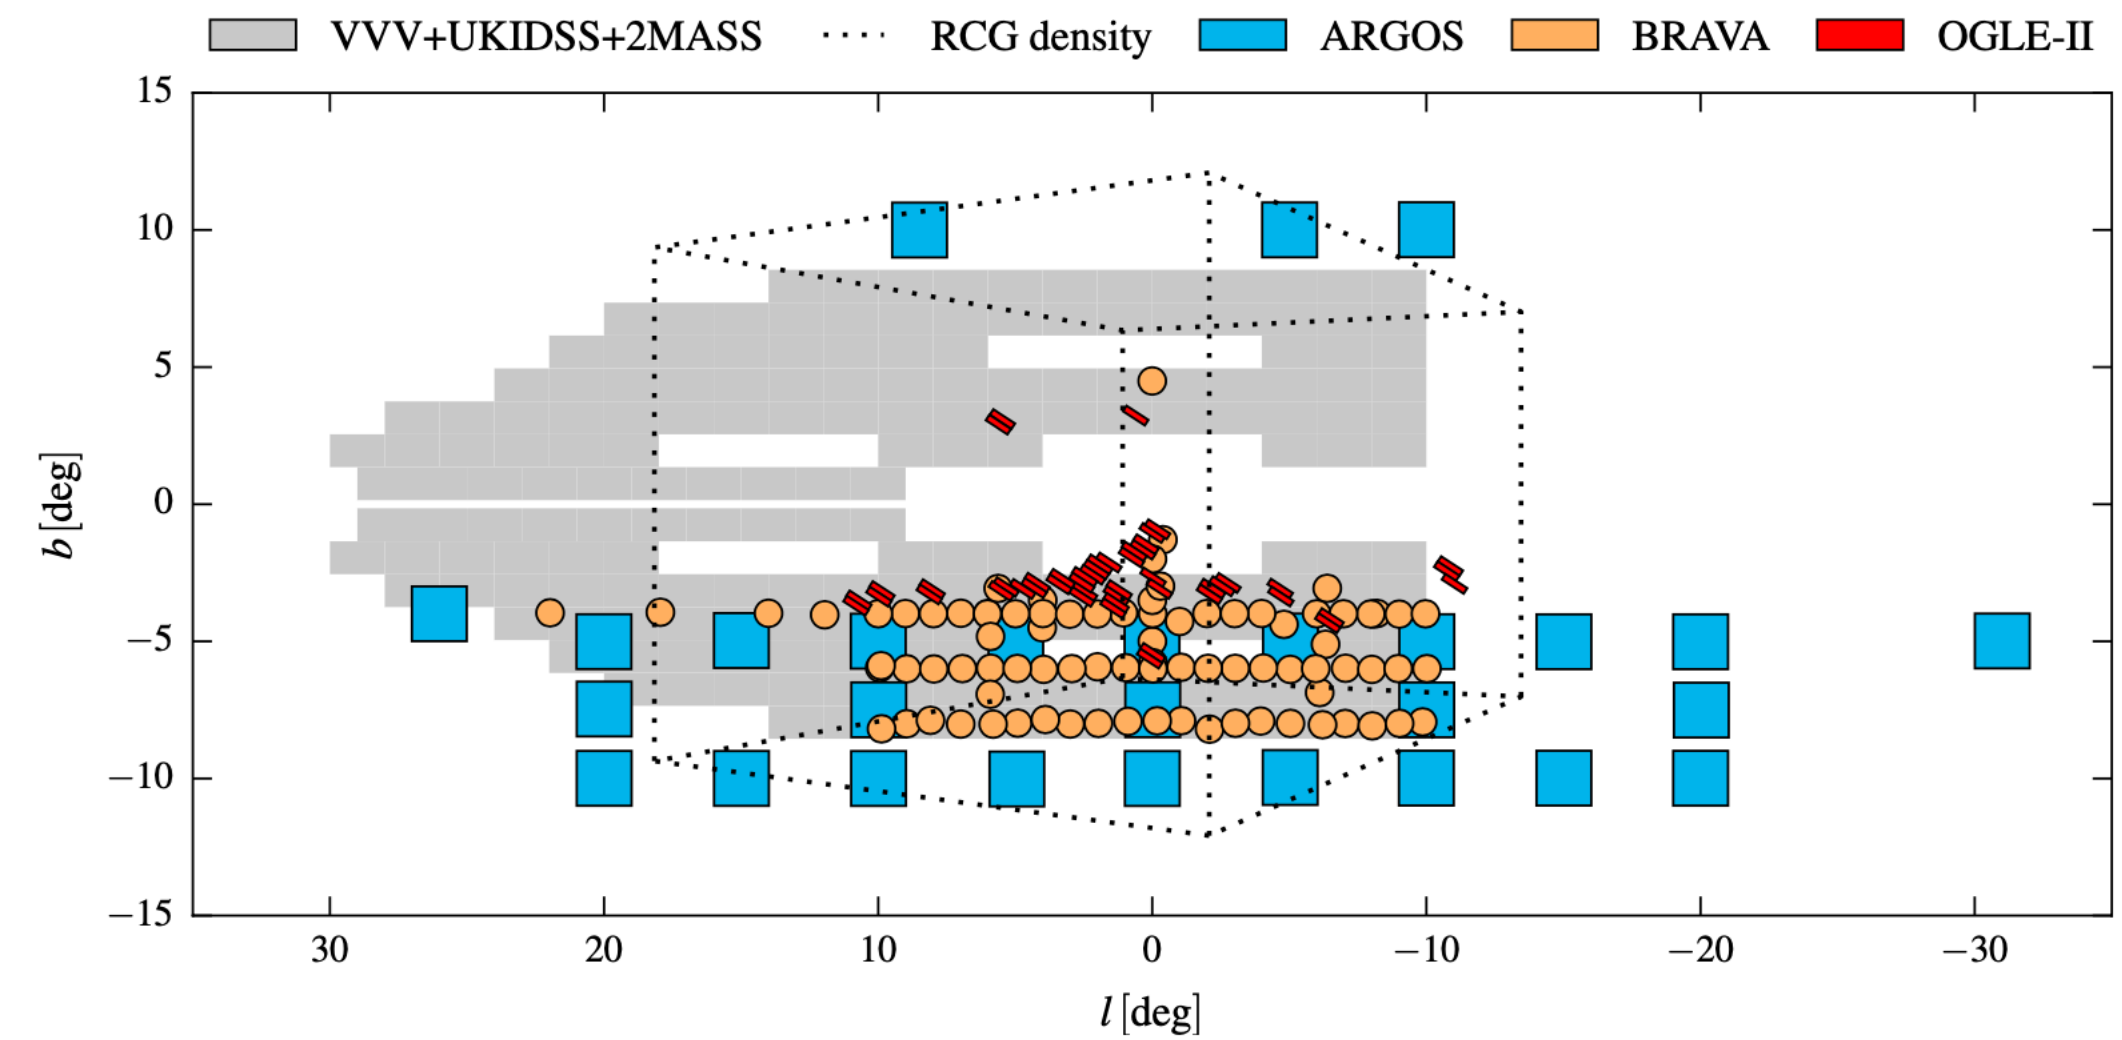 VVV+UKIDSS+2MASS RCG density ARGOS BRAVA OGLE-II
15
10
5
0
−5
−10
−15
b [deg]
30 20 10 0 −10 −20 −30
l [deg]